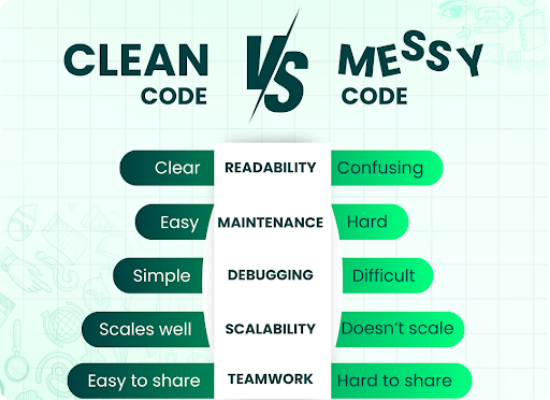 CLEAN VS MESSY
CODE CODE
Clear READABILITY Confusing
Easy MAINTENANCE Hard
Simple DEBUGGING Difficult
Scales well SCALABILITY Doesn't scale
Easy to share TEAMWORK Hard to share